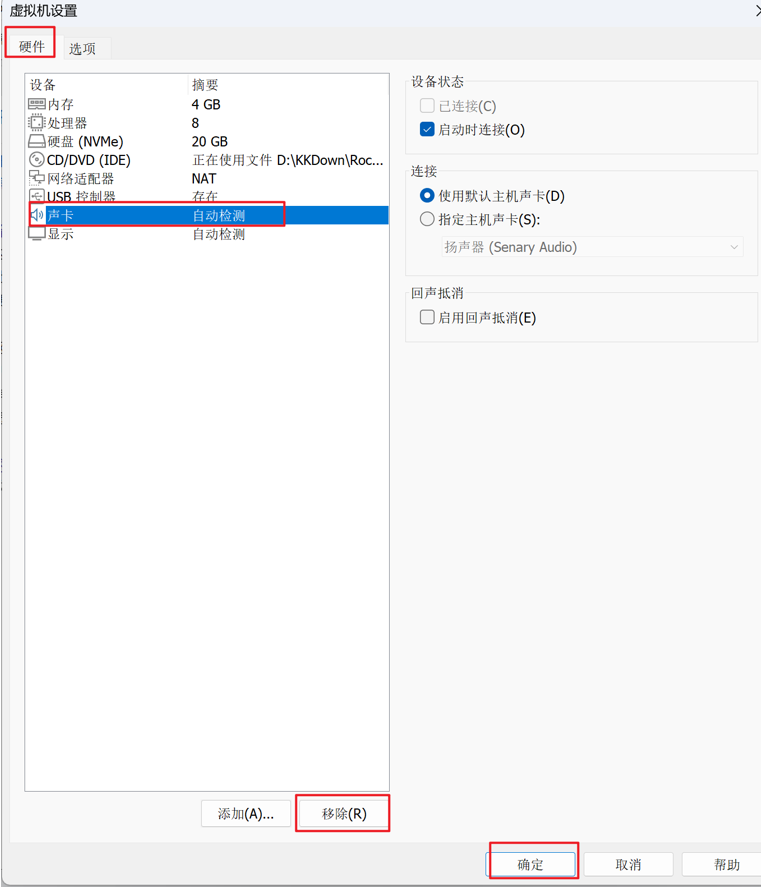 虚拟机设置
硬件 选项
设备 摘要
内存 4 GB
处理器 8
硬盘 (NVMe) 20 GB
CD/DVD (IDE) 正在使用文件 D:\KKDown\Roc...
网络适配器 NAT
USB 控制器 存在
声卡 自动检测
显示 自动检测
添加(A)... 移除(R)
设备状态
已连接(C)
启动时连接(O)
连接
使用默认主机声卡(D)
指定主机声卡(S):
扬声器 (Senary Audio)
回声抵消
启用回声抵消(E)
确定 取消 帮助